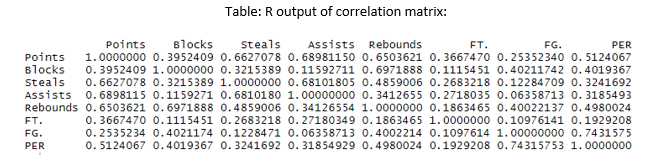 Table: R output of correlation matrix:
Points Blocks Steals Assists Rebounds FT. FG. PER
Points 1.0000000 0.3952409 0.6627078 0.68981150 0.6503621 0.3667470 0.25352340 0.5124067
Blocks 0.3952409 1.0000000 0.3215389 0.11592711 0.6971888 0.1115451 0.40211742 0.4019367
Steals 0.6627078 0.3215389 1.0000000 0.68101805 0.4859006 0.2683218 0.12284709 0.3241692
Assists 0.6898115 0.1159271 0.6810180 1.00000000 0.3412655 0.2718035 0.06358713 0.3185493
Rebounds 0.6503621 0.6971888 0.4859006 0.34126554 1.0000000 0.1863465 0.40022137 0.4980024
FT. 0.3667470 0.1115451 0.2683218 0.27180349 0.1863465 1.0000000 0.10976141 0.1929208
FG. 0.2535234 0.4021174 0.1228471 0.06358713 0.4002214 0.1097614 1.00000000 0.7431575
PER 0.5124067 0.4019367 0.3241692 0.31854929 0.4980024 0.1929208 0.74315751 1.0000000